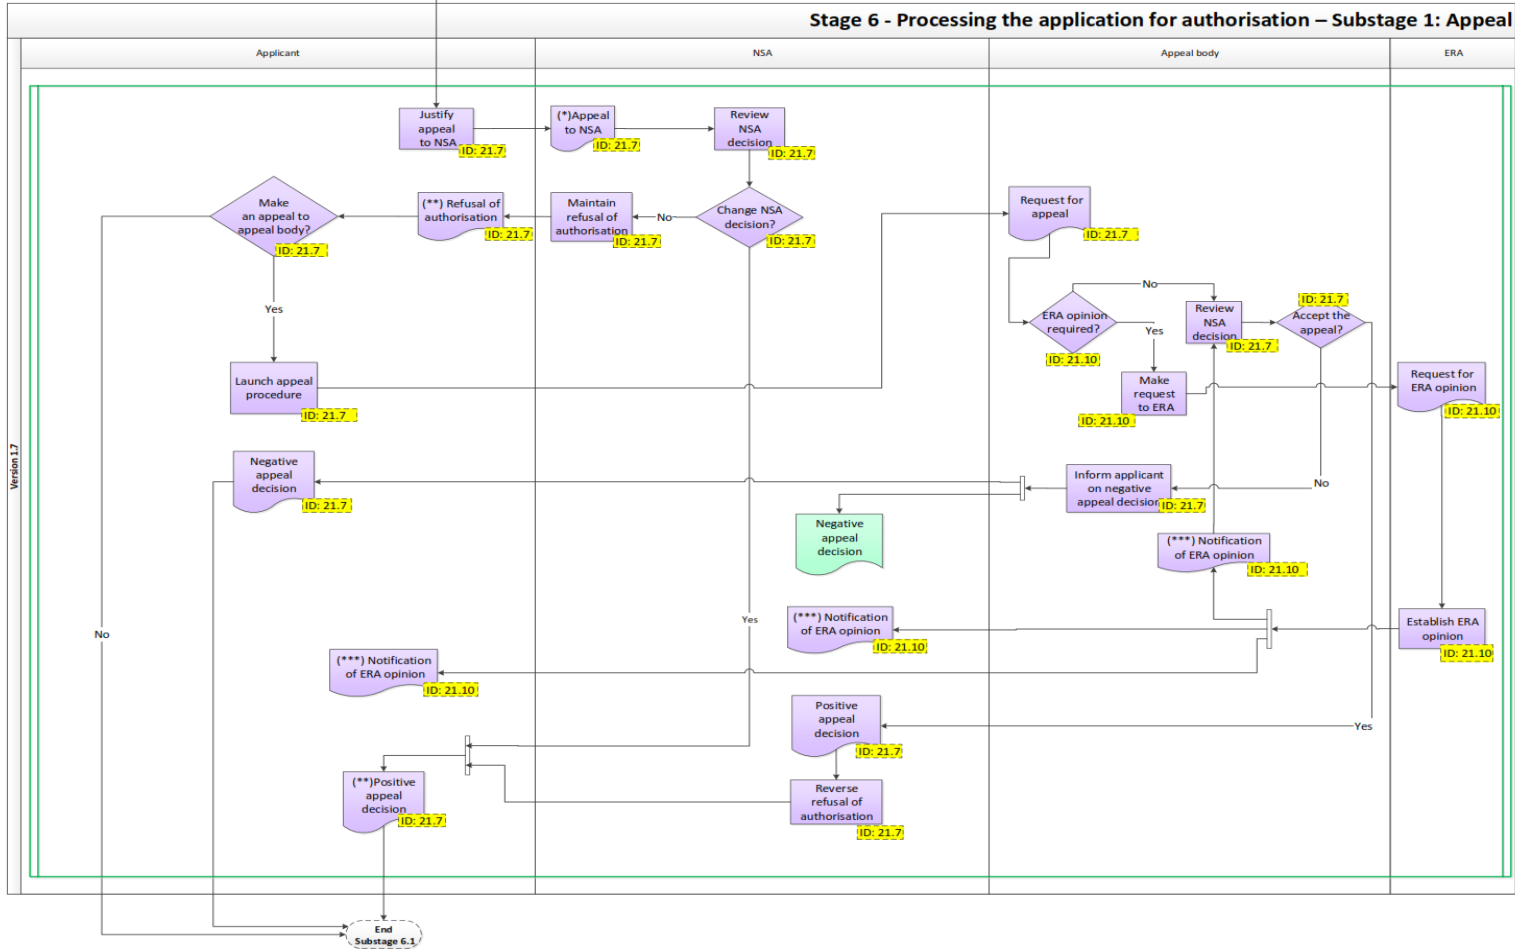 Stage 6 - Processing the application for authorisation – Substage 1: Appeal
Applicant
NSA
Appeal body
ERA
Version 1.7
Justify
appeal
to NSA
ID: 21.7
(*)Appeal
to NSA
ID: 21.7
Review
NSA
decision
ID: 21.7
Make
an appeal to
appeal body?
ID: 21.7
(**) Refusal of
authorisation
ID: 21.7
Maintain
refusal of
authorisation
ID: 21.7
No
Change NSA
decision?
ID: 21.7
Request for
appeal
ID: 21.7
Yes
ERA opinion
required?
ID: 21.10
No
Yes
Review
NSA
decision
ID: 21.7
ID: 21.7
Accept the
appeal?
Launch appeal
procedure
ID: 21.7
Make
request
to ERA
ID: 21.10
Request for
ERA opinion
ID: 21.10
Negative
appeal
decision
ID: 21.7
Inform applicant
on negative
appeal decision
ID: 21.7
No
Negative
appeal
decision
(***) Notification
of ERA opinion
ID: 21.10
No
Yes
(***) Notification
of ERA opinion
ID: 21.10
Establish ERA
opinion
ID: 21.10
(***) Notification
of ERA opinion
ID: 21.10
Positive
appeal
decision
ID: 21.7
Yes
(**)Positive
appeal
decision
ID: 21.7
Reverse
refusal of
authorisation
ID: 21.7
End
Substage 6.1